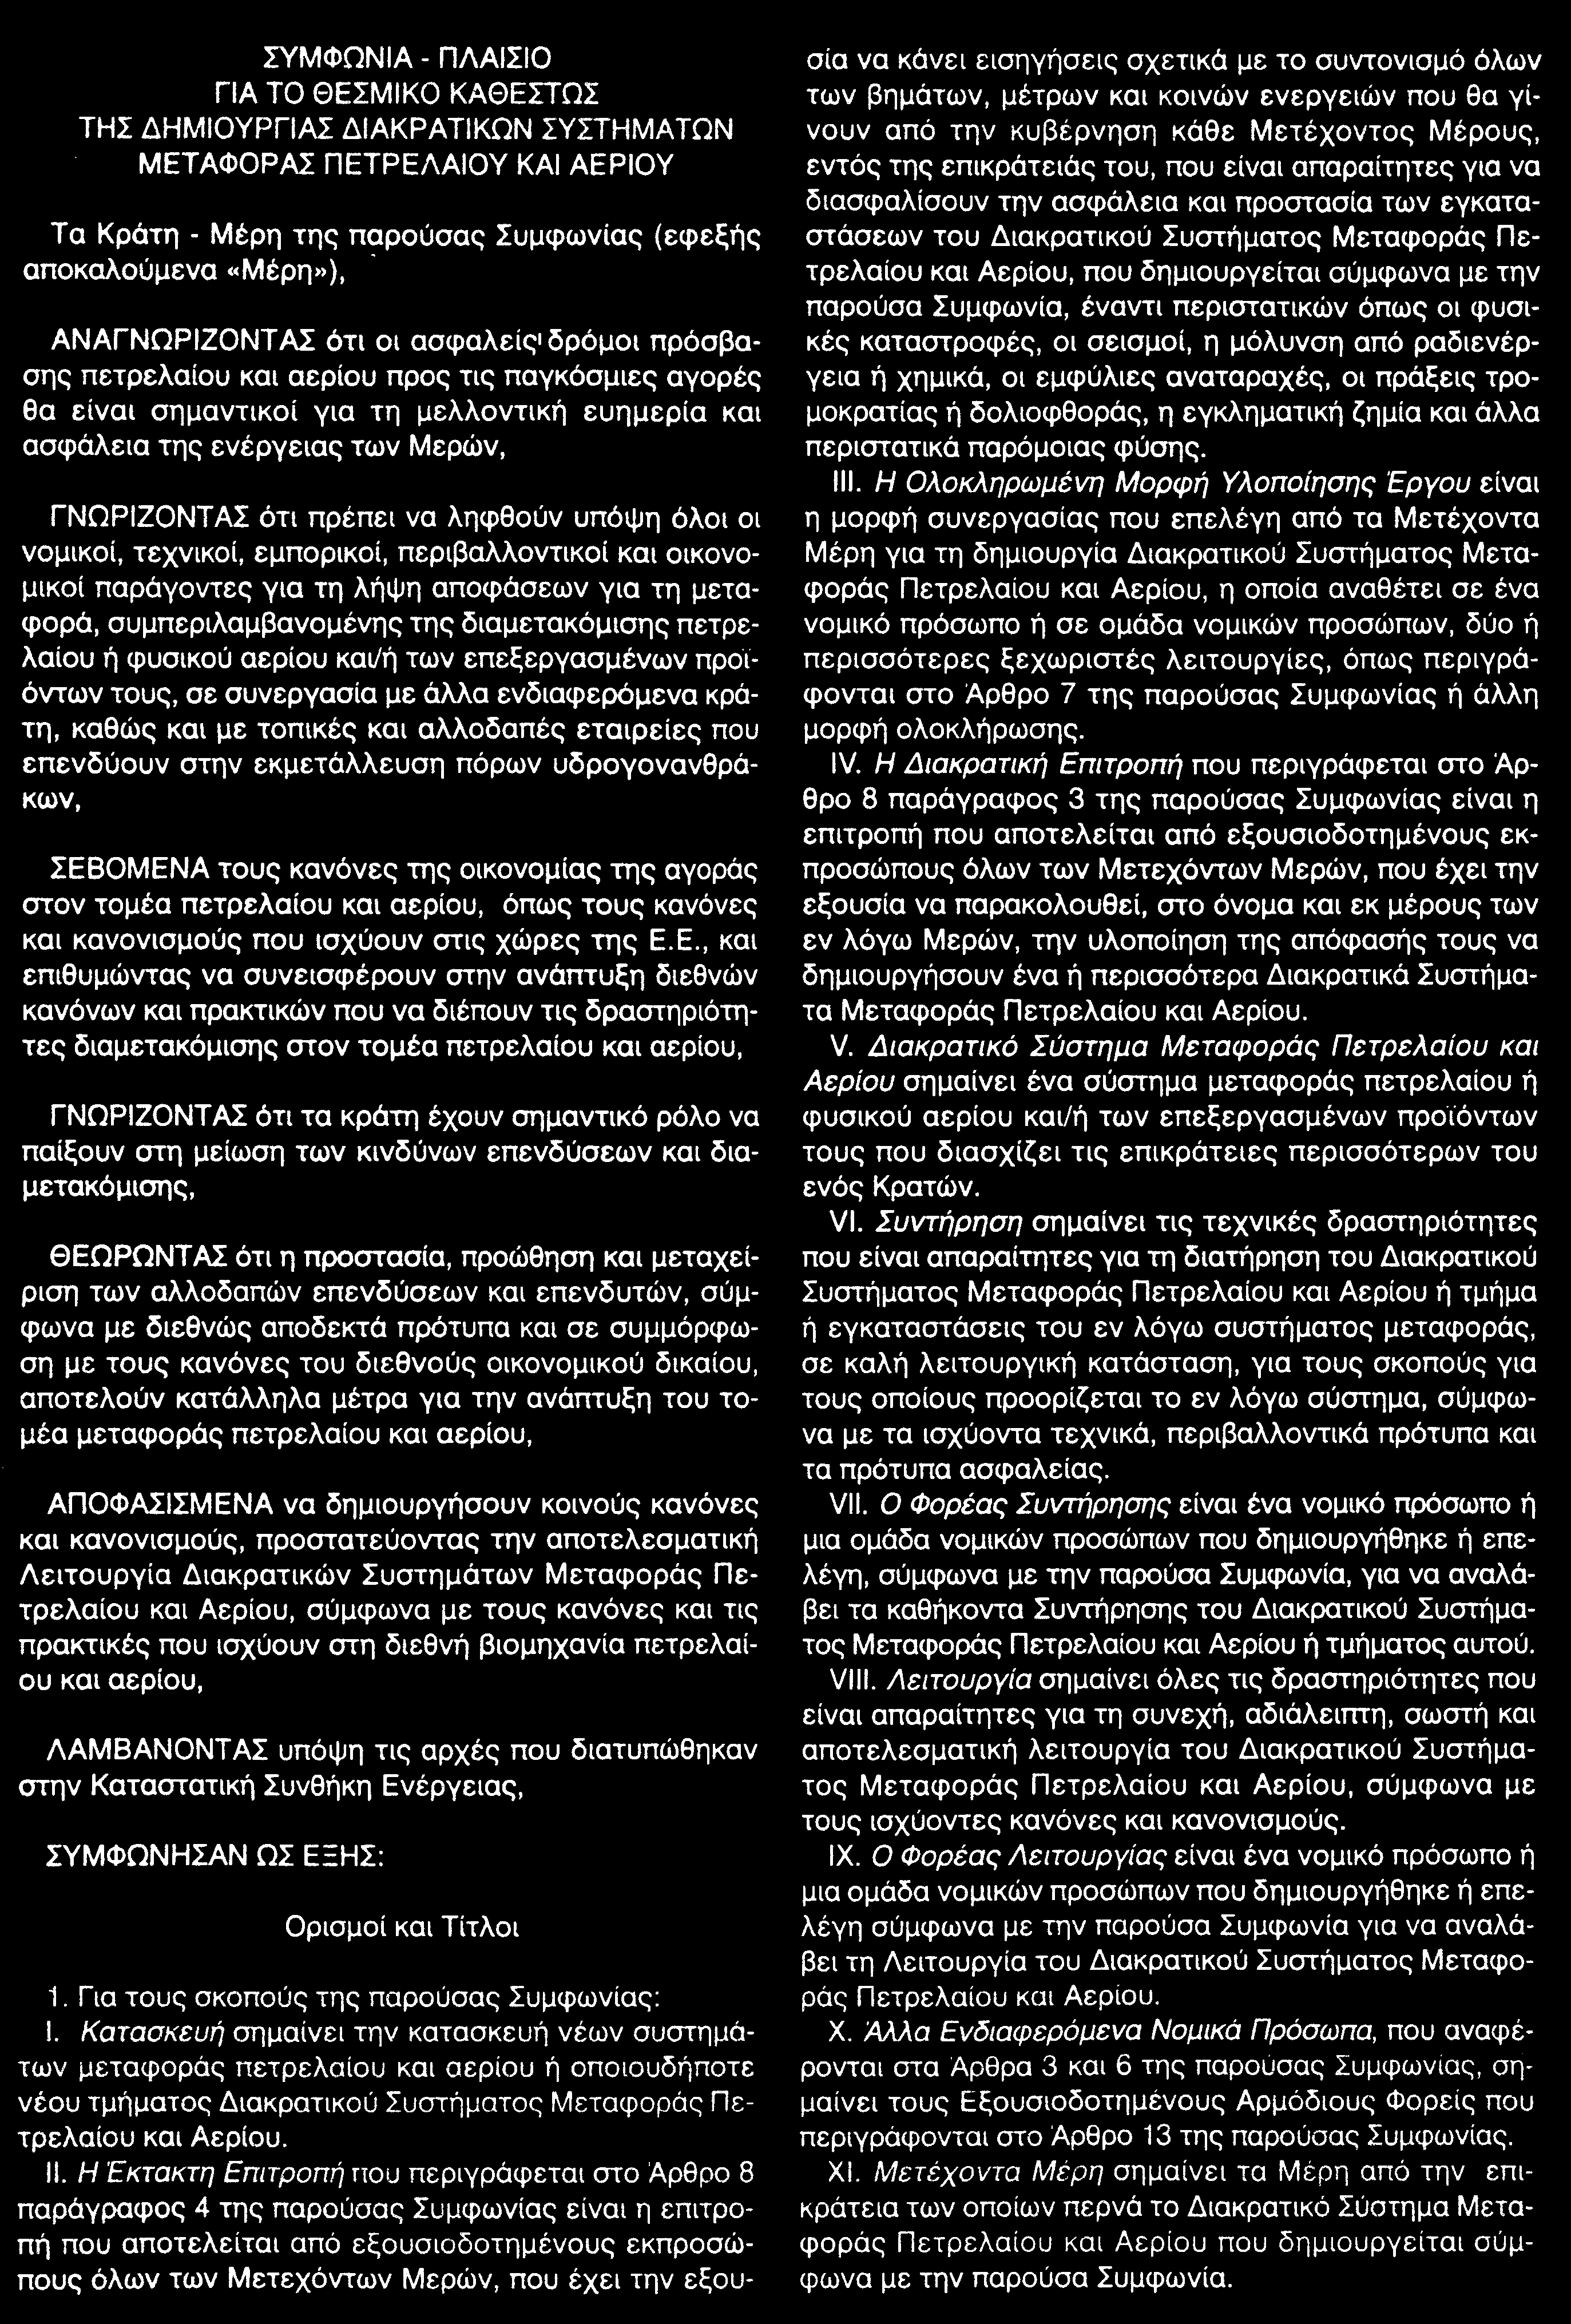 ΣΥΜΦΩΝΙΑ - ΠΛΑΙΣΙΟ
ΓΙΑ ΤΟ ΘΕΣΜΙΚΟ ΚΑΘΕΣΤΩΣ
ΤΗΣ ΔΗΜΙΟΥΡΓΙΑΣ ΔΙΑΚΡΑΤΙΚΩΝ ΣΥΣΤΗΜΑΤΩΝ
ΜΕΤΑΦΟΡΑΣ ΠΕΤΡΕΛΑΙΟΥ ΚΑΙ ΑΕΡΙΟΥ
Τα Κράτη - Μέρη της παρούσας Συμφωνίας (εφεξής
αποκαλούμενα «Μέρη»),
ΑΝΑΓΝΩΡΙΖΟΝΤΑΣ ότι οι ασφαλείς δρόμοι πρόσβα-
σης πετρελαίου και αερίου προς τις παγκόσμιες αγορές
θα είναι σημαντικοί για τη μελλοντική ευημερία και
ασφάλεια της ενέργειας των Μερών,
ΓΝΩΡΙΖΟΝΤΑΣ ότι πρέπει να ληφθούν υπόψη όλοι οι
νομικοί, τεχνικοί, εμπορικοί, περιβαλλοντικοί και οικονο-
μικοί παράγοντες για τη λήψη αποφάσεων για τη μετα-
φορά, συμπεριλαμβανομένης της διαμετακόμισης πετρε-
λαίου ή φυσικού αερίου και/ή των επεξεργασμένων προϊ-
όντων τους, σε συνεργασία με άλλα ενδιαφερόμενα κρά-
τη, καθώς και με τοπικές και αλλοδαπές εταιρείες που
επενδύουν στην εκμετάλλευση πόρων υδρογονανθρά-
κων,
ΣΕΒΟΜΕΝΑ τους κανόνες της οικονομίας της αγοράς
στον τομέα πετρελαίου και αερίου, όπως τους κανόνες
και κανονισμούς που ισχύουν στις χώρες της Ε.Ε., και
επιθυμώντας να συνεισφέρουν στην ανάπτυξη διεθνών
κανόνων και πρακτικών που να διέπουν τις δραστηριότη-
τες διαμετακόμισης στον τομέα πετρελαίου και αερίου,
ΓΝΩΡΙΖΟΝΤΑΣ ότι τα κράτη έχουν σημαντικό ρόλο να
παίξουν στη μείωση των κινδύνων επενδύσεων και δια-
μετακόμισης,
ΘΕΩΡΩΝΤΑΣ ότι η προστασία, προώθηση και μεταχεί-
ριση των αλλοδαπών επενδύσεων και επενδυτών, σύμ-
φωνα με διεθνώς αποδεκτά πρότυπα και σε συμμόρφω-
ση με τους κανόνες του διεθνούς οικονομικού δικαίου,
αποτελούν κατάλληλα μέτρα για την ανάπτυξη του το-
μέα μεταφοράς πετρελαίου και αερίου,
ΑΠΟΦΑΣΙΣΜΕΝΑ να δημιουργήσουν κοινούς κανόνες
και κανονισμούς, προστατεύοντας την αποτελεσματική
Λειτουργία Διακρατικών Συστημάτων Μεταφοράς Πε-
τρελαίου και Αερίου, σύμφωνα με τους κανόνες και τις
πρακτικές που ισχύουν στη διεθνή βιομηχανία πετρελαί-
ου και αερίου,
ΛΑΜΒΑΝΟΝΤΑΣ υπόψη τις αρχές που διατυπώθηκαν
στην Καταστατική Συνθήκη Ενέργειας,
ΣΥΜΦΩΝΗΣΑΝ ΩΣ ΕΞΗΣ:
Ορισμοί και Τίτλοι
1. Για τους σκοπούς της παρούσας Συμφωνίας:
I. Κατασκευή σημαίνει την κατασκευή νέων συστημά-
των μεταφοράς πετρελαίου και αερίου ή οποιουδήποτε
νέου τμήματος Διακρατικού Συστήματος Μεταφοράς Πε-
τρελαίου και Αερίου.
II. Η Έκτακτη Επιτροπή που περιγράφεται στο Άρθρο 8
παράγραφος 4 της παρούσας Συμφωνίας είναι η επιτρο-
πή που αποτελείται από εξουσιοδοτημένους εκπροσώ-
πους όλων των Μετεχόντων Μερών, που έχει την εξου-
σία να κάνει εισηγήσεις σχετικά με το συντονισμό όλων
των βημάτων, μέτρων και κοινών ενεργειών που θα γί-
νουν από την κυβέρνηση κάθε Μετέχοντος Μέρους,
εντός της επικράτειάς του, που είναι απαραίτητες για να
διασφαλίσουν την ασφάλεια και προστασία των εγκατα-
στάσεων του Διακρατικού Συστήματος Μεταφοράς Πε-
τρελαίου και Αερίου, που δημιουργείται σύμφωνα με την
παρούσα Συμφωνία, έναντι περιστατικών όπως οι φυσι-
κές καταστροφές, οι σεισμοί, η μόλυνση από ραδιενέρ-
γεια ή χημικά, οι εμφύλιες αναταραχές, οι πράξεις τρο-
μοκρατίας ή δολιοφθοράς, η εγκληματική ζημία και άλλα
περιστατικά παρόμοιας φύσης.
III. Η Ολοκληρωμένη Μορφή Υλοποίησης Έργου είναι
η μορφή συνεργασίας που επελέγη από τα Μετέχοντα
Μέρη για τη δημιουργία Διακρατικού Συστήματος Μετα-
φοράς Πετρελαίου και Αερίου, η οποία αναθέτει σε ένα
νομικό πρόσωπο ή σε ομάδα νομικών προσώπων, δύο ή
περισσότερες ξεχωριστές λειτουργίες, όπως περιγρά-
φονται στο Άρθρο 7 της παρούσας Συμφωνίας ή άλλη
μορφή ολοκλήρωσης.
IV. Η Διακρατική Επιτροπή που περιγράφεται στο Άρ-
θρο 8 παράγραφος 3 της παρούσας Συμφωνίας είναι η
επιτροπή που αποτελείται από εξουσιοδοτημένους εκ-
προσώπους όλων των Μετεχόντων Μερών, που έχει την
εξουσία να παρακολουθεί, στο όνομα και εκ μέρους των
εν λόγω Μερών, την υλοποίηση της απόφασής τους να
δημιουργήσουν ένα ή περισσότερα Διακρατικά Συστήμα-
τα Μεταφοράς Πετρελαίου και Αερίου.
V. Διακρατικό Σύστημα Μεταφοράς Πετρελαίου και
Αερίου σημαίνει ένα σύστημα μεταφοράς πετρελαίου ή
φυσικού αερίου και/ή των επεξεργασμένων προϊόντων
τους που διασχίζει τις επικράτειες περισσότερων του
ενός Κρατών.
VI. Συντήρηση σημαίνει τις τεχνικές δραστηριότητες
που είναι απαραίτητες για τη διατήρηση του Διακρατικού
Συστήματος Μεταφοράς Πετρελαίου και Αερίου ή τμήμα
ή εγκαταστάσεις του εν λόγω συστήματος μεταφοράς,
σε καλή λειτουργική κατάσταση, για τους σκοπούς για
τους οποίους προορίζεται το εν λόγω σύστημα, σύμφω-
να με τα ισχύοντα τεχνικά, περιβαλλοντικά πρότυπα και
τα πρότυπα ασφαλείας.
VII. Ο Φορέας Συντήρησης είναι ένα νομικό πρόσωπο ή
μια ομάδα νομικών προσώπων που δημιουργήθηκε ή επε-
λέγη, σύμφωνα με την παρούσα Συμφωνία, για να αναλά-
βει τα καθήκοντα Συντήρησης του Διακρατικού Συστήμα-
τος Μεταφοράς Πετρελαίου και Αερίου ή τμήματος αυτού.
VIII. Λειτουργία σημαίνει όλες τις δραστηριότητες που
είναι απαραίτητες για τη συνεχή, αδιάλειπτη, σωστή και
αποτελεσματική λειτουργία του Διακρατικού Συστήμα-
τος Μεταφοράς Πετρελαίου και Αερίου, σύμφωνα με
τους ισχύοντες κανόνες και κανονισμούς.
IX. Ο Φορέας Λειτουργίας είναι ένα νομικό πρόσωπο ή
μια ομάδα νομικών προσώπων που δημιουργήθηκε ή επε-
λέγη σύμφωνα με την παρούσα Συμφωνία για να αναλά-
βει τη Λειτουργία του Διακρατικού Συστήματος Μεταφο-
ράς Πετρελαίου και Αερίου.
X. Άλλα Ενδιαφερόμενα Νομικά Πρόσωπα, που αναφέ-
ρονται στα Άρθρα 3 και 6 της παρούσας Συμφωνίας, ση-
μαίνει τους Εξουσιοδοτημένους Αρμόδιους Φορείς που
περιγράφονται στο Άρθρο 13 της παρούσας Συμφωνίας.
XI. Μετέχοντα Μέρη σημαίνει τα Μέρη από την επι-
κράτεια των οποίων περνά το Διακρατικό Σύστημα Μετα-
φοράς Πετρελαίου και Αερίου που δημιουργείται σύμ-
φωνα με την παρούσα Συμφωνία.